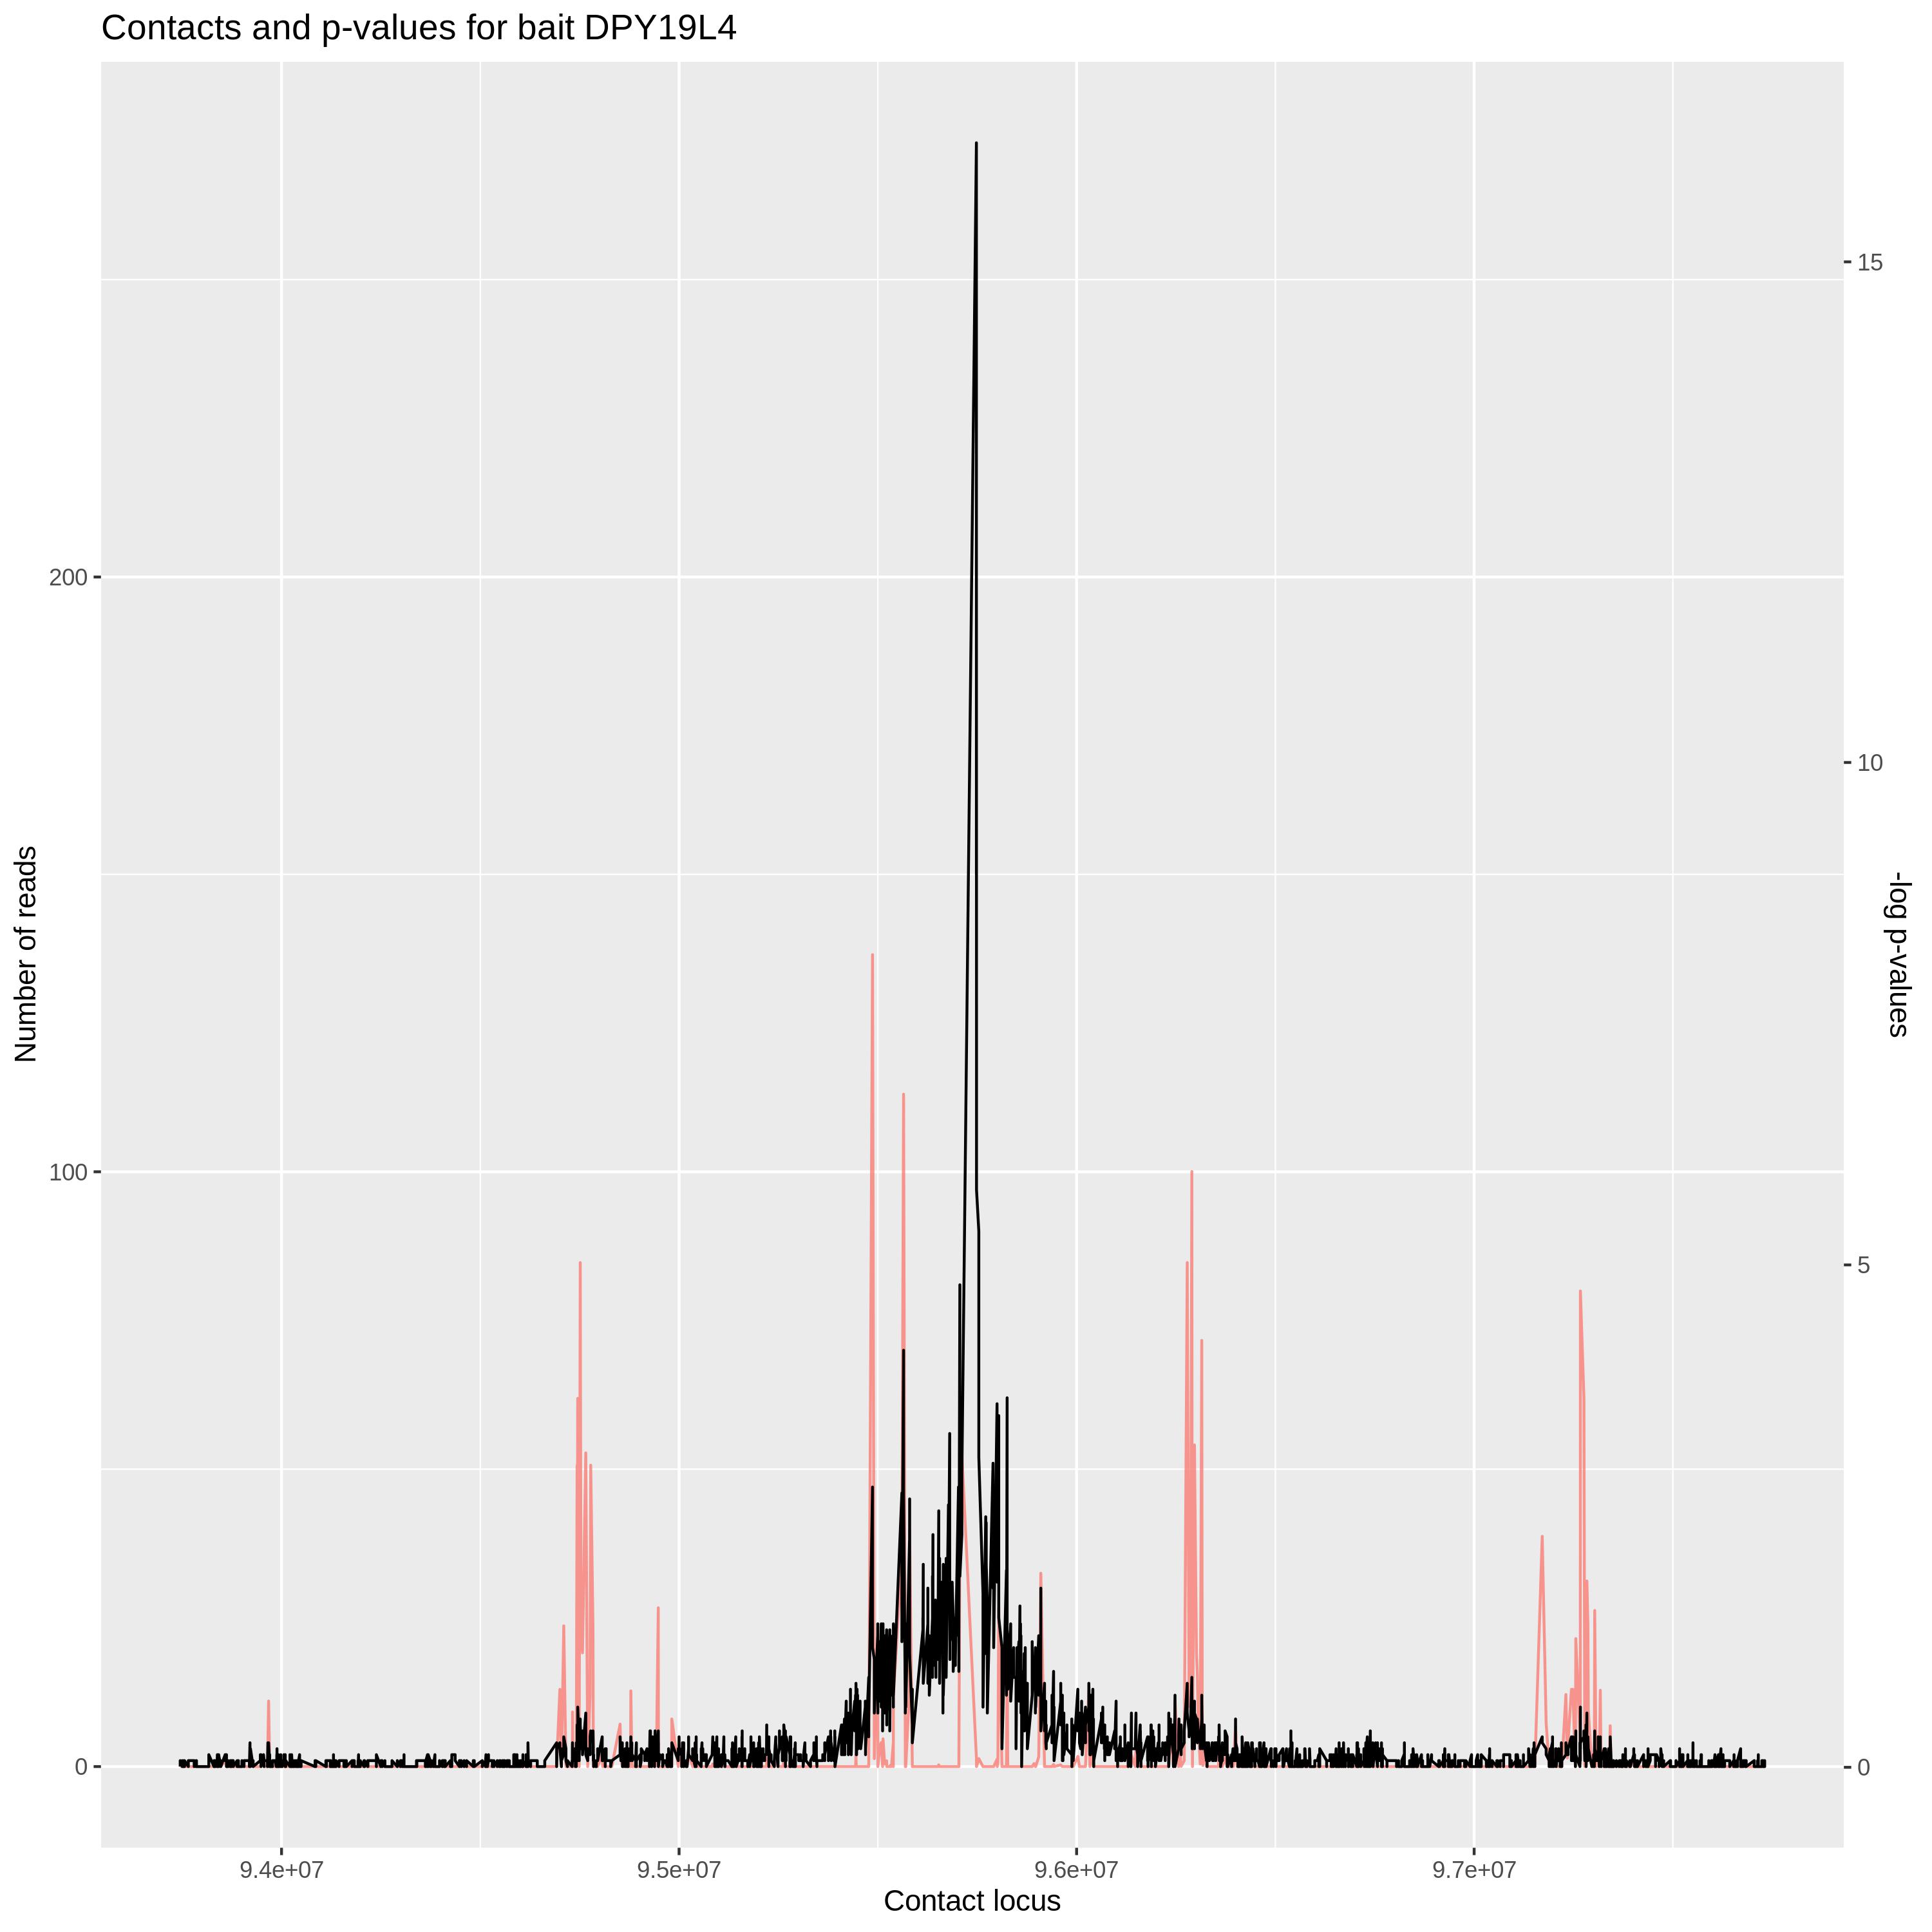 Contacts and p-values for bait DPY19L4
15
200
10
Number of reads
-log p-values
100
5
0
0
9.4e+07
9.5e+07
9.6e+07
9.7e+07
Contact locus